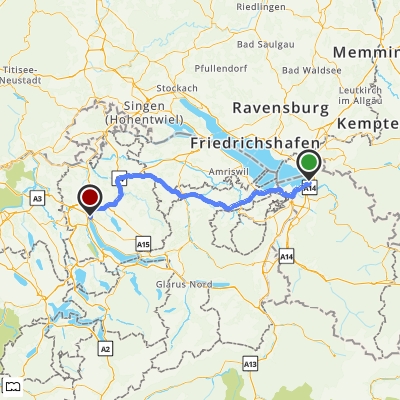 Riedlingen
Memming
Bad Saulgau
Titisee-
Neustadt
Pfullendorf
Bad Waldsee
Stockach
Leutkirch
im Allgäu
Singen
(Hohentwiel)
Ravensburg
Kempte
Friedrichshafen
Amriswil
A14
A3
A15
A14
Glarus Nord
A2
A13